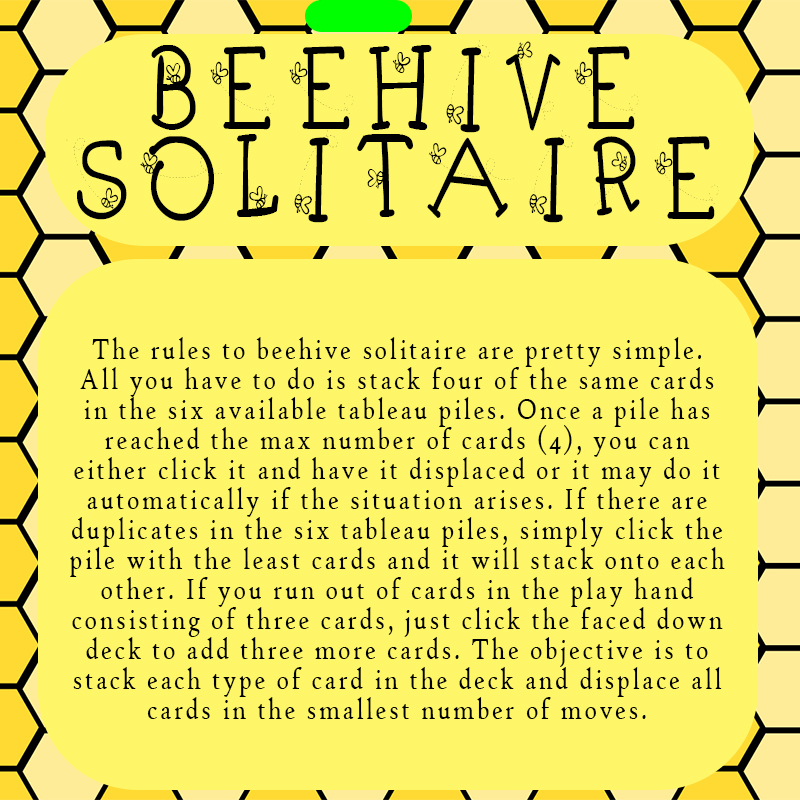 BEEHIVE
SOLITAIRE
The rules to beehive solitaire are pretty simple.
All you have to do is stack four of the same cards
in the six available tableau piles. Once a pile has
reached the max number of cards (4), you can
either click it and have it displaced or it may do it
automatically if the situation arises. If there are
duplicates in the six tableau piles, simply click the
pile with the least cards and it will stack onto each
other. If you run out of cards in the play hand
consisting of three cards, just click the faced down
deck to add three more cards. The objective is to
stack each type of card in the deck and displace all
cards in the smallest number of moves.